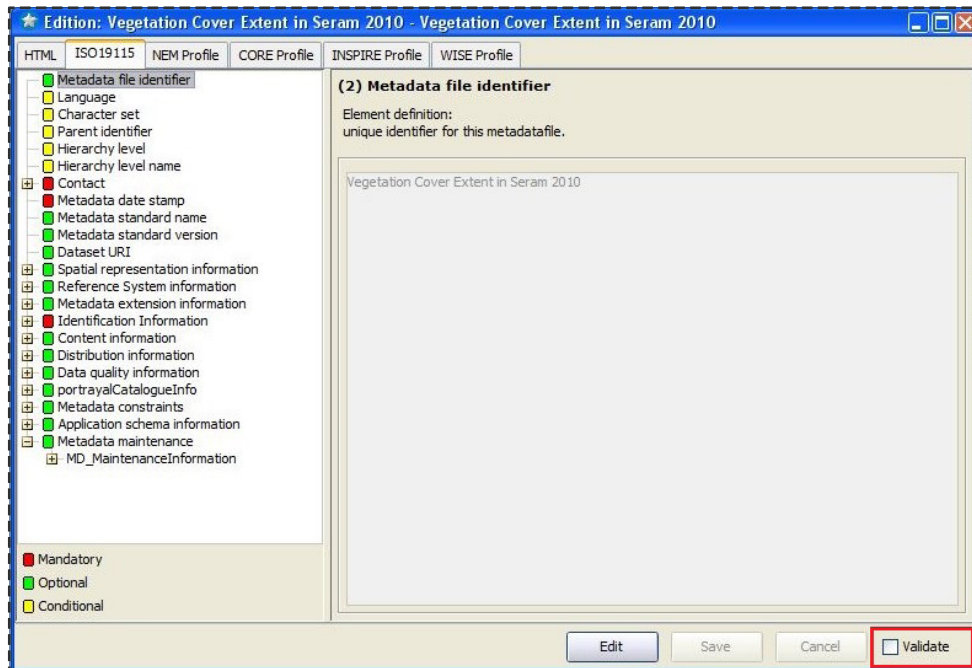 Edition: Vegetation Cover Extent in Seram 2010 - Vegetation Cover Extent in Seram 2010
HTML ISO19115 NEM Profile CORE Profile INSPIRE Profile WISE Profile
Metadata file identifier
Language
Character set
Parent identifier
Hierarchy level
Hierarchy level name
Contact
Metadata date stamp
Metadata standard name
Metadata standard version
Dataset URI
Spatial representation information
Reference System information
Metadata extension information
Identification Information
Content information
Distribution information
Data quality information
portrayalCatalogueInfo
Metadata constraints
Application schema information
Metadata maintenance
MD_MaintenanceInformation
Mandatory
Optional
Conditional
(2) Metadata file identifier
Element definition:
unique identifier for this metadatafile.
Vegetation Cover Extent in Seram 2010
Edit Save Cancel Validate